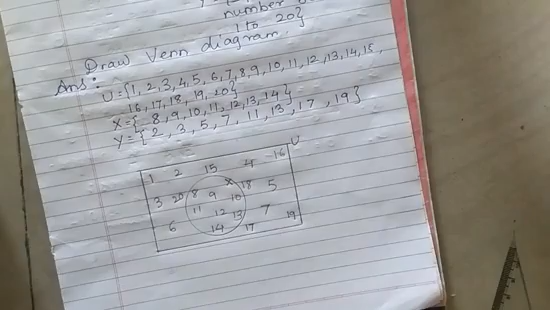 number
1 to 20}
Draw Venn diagram.
Ans:
U={1, 2, 3, 4, 5, 6, 7, 8, 9, 10, 11, 12, 13, 14, 15,
16, 17, 18, 19, 20}
X={ 8, 9, 10, 11, 12, 13, 14}
Y={ 2, 3, 5, 7, 11, 13, 17, 19}
U
1 2 15 4 16
3 20 8 9 X 18 5
11 10
6 12 13 7 19
14 17